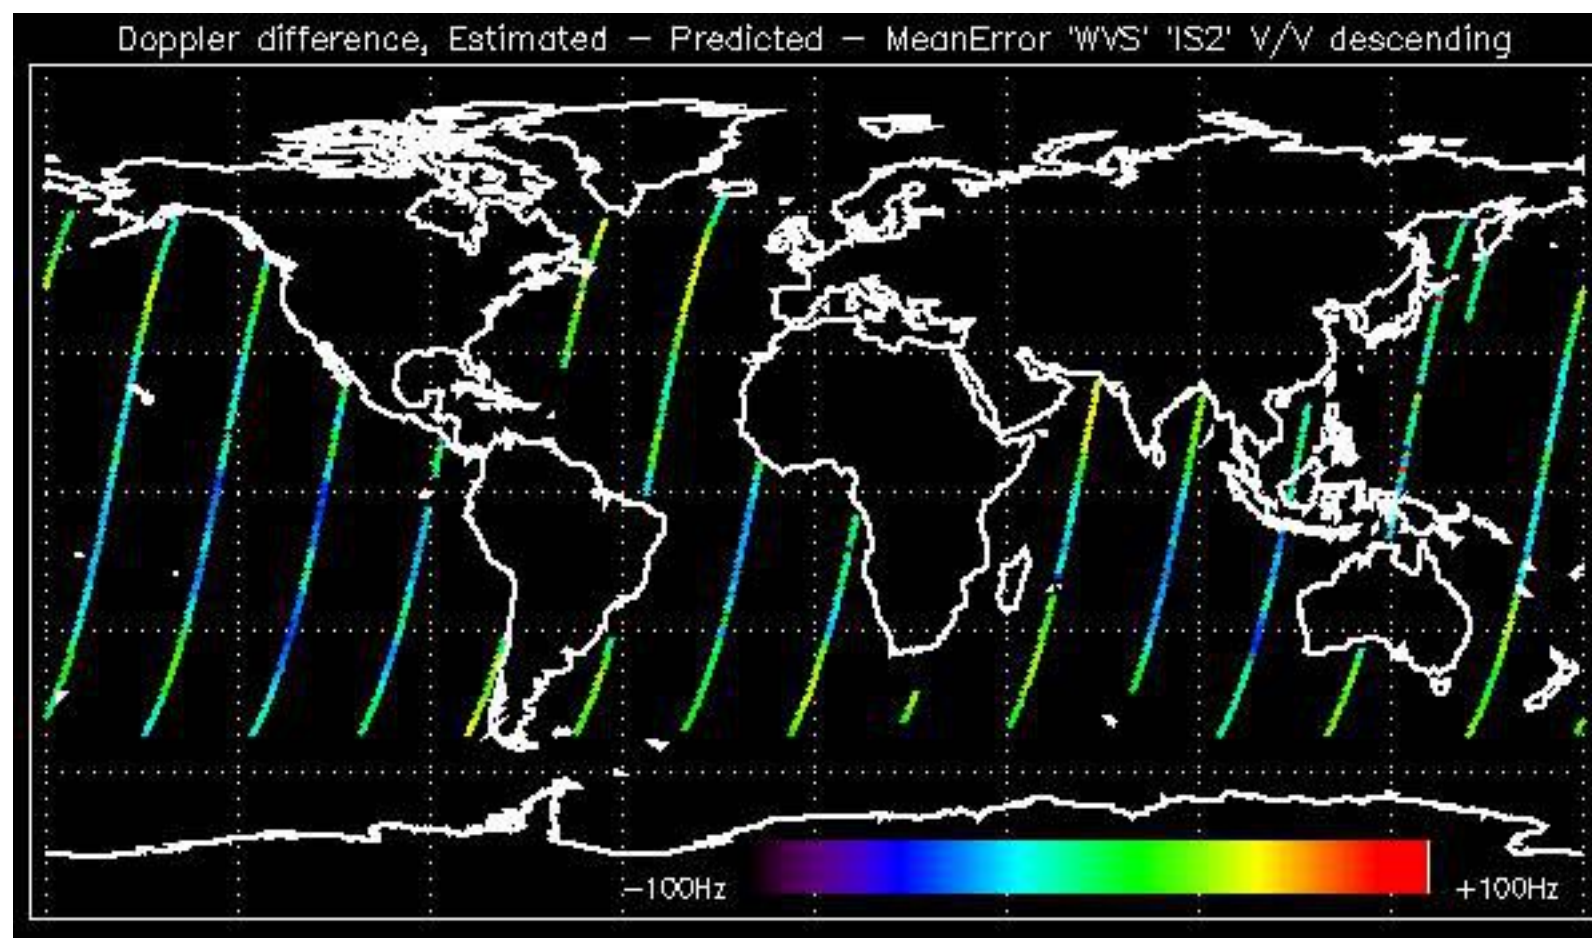 Doppler difference, Estimated – Predicted – MeanError 'WVS' 'IS2' V/V descending
–100Hz +100Hz